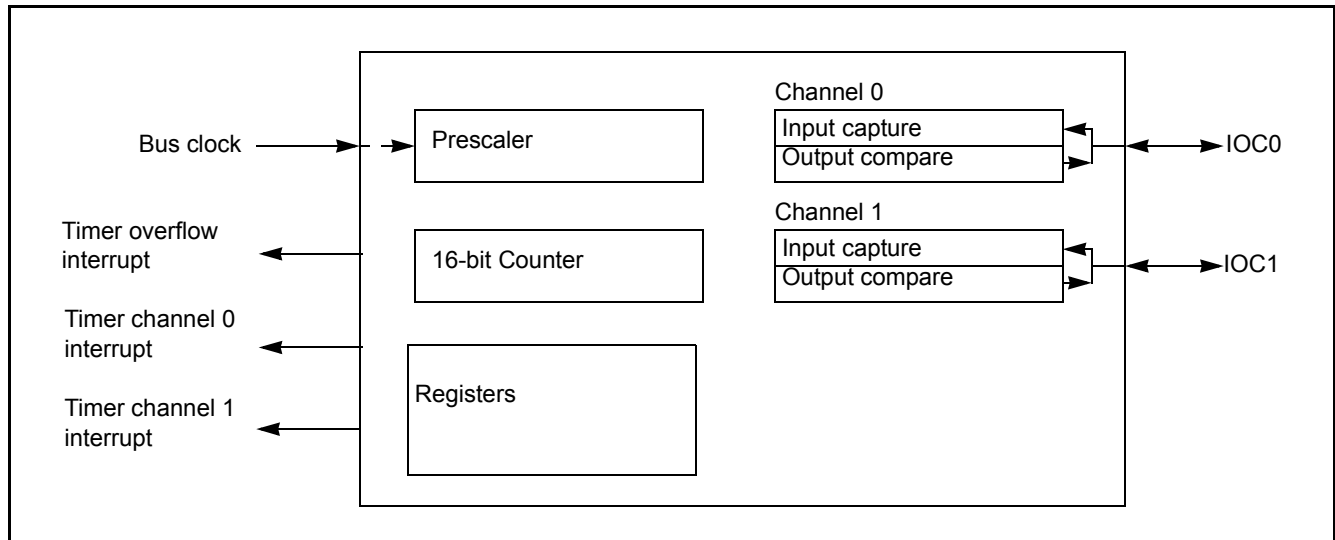 Bus clock
Timer overflow
interrupt
Timer channel 0
interrupt
Timer channel 1
interrupt
Prescaler
16-bit Counter
Registers
Channel 0
Input capture
Output compare
IOC0
Channel 1
Input capture
Output compare
IOC1